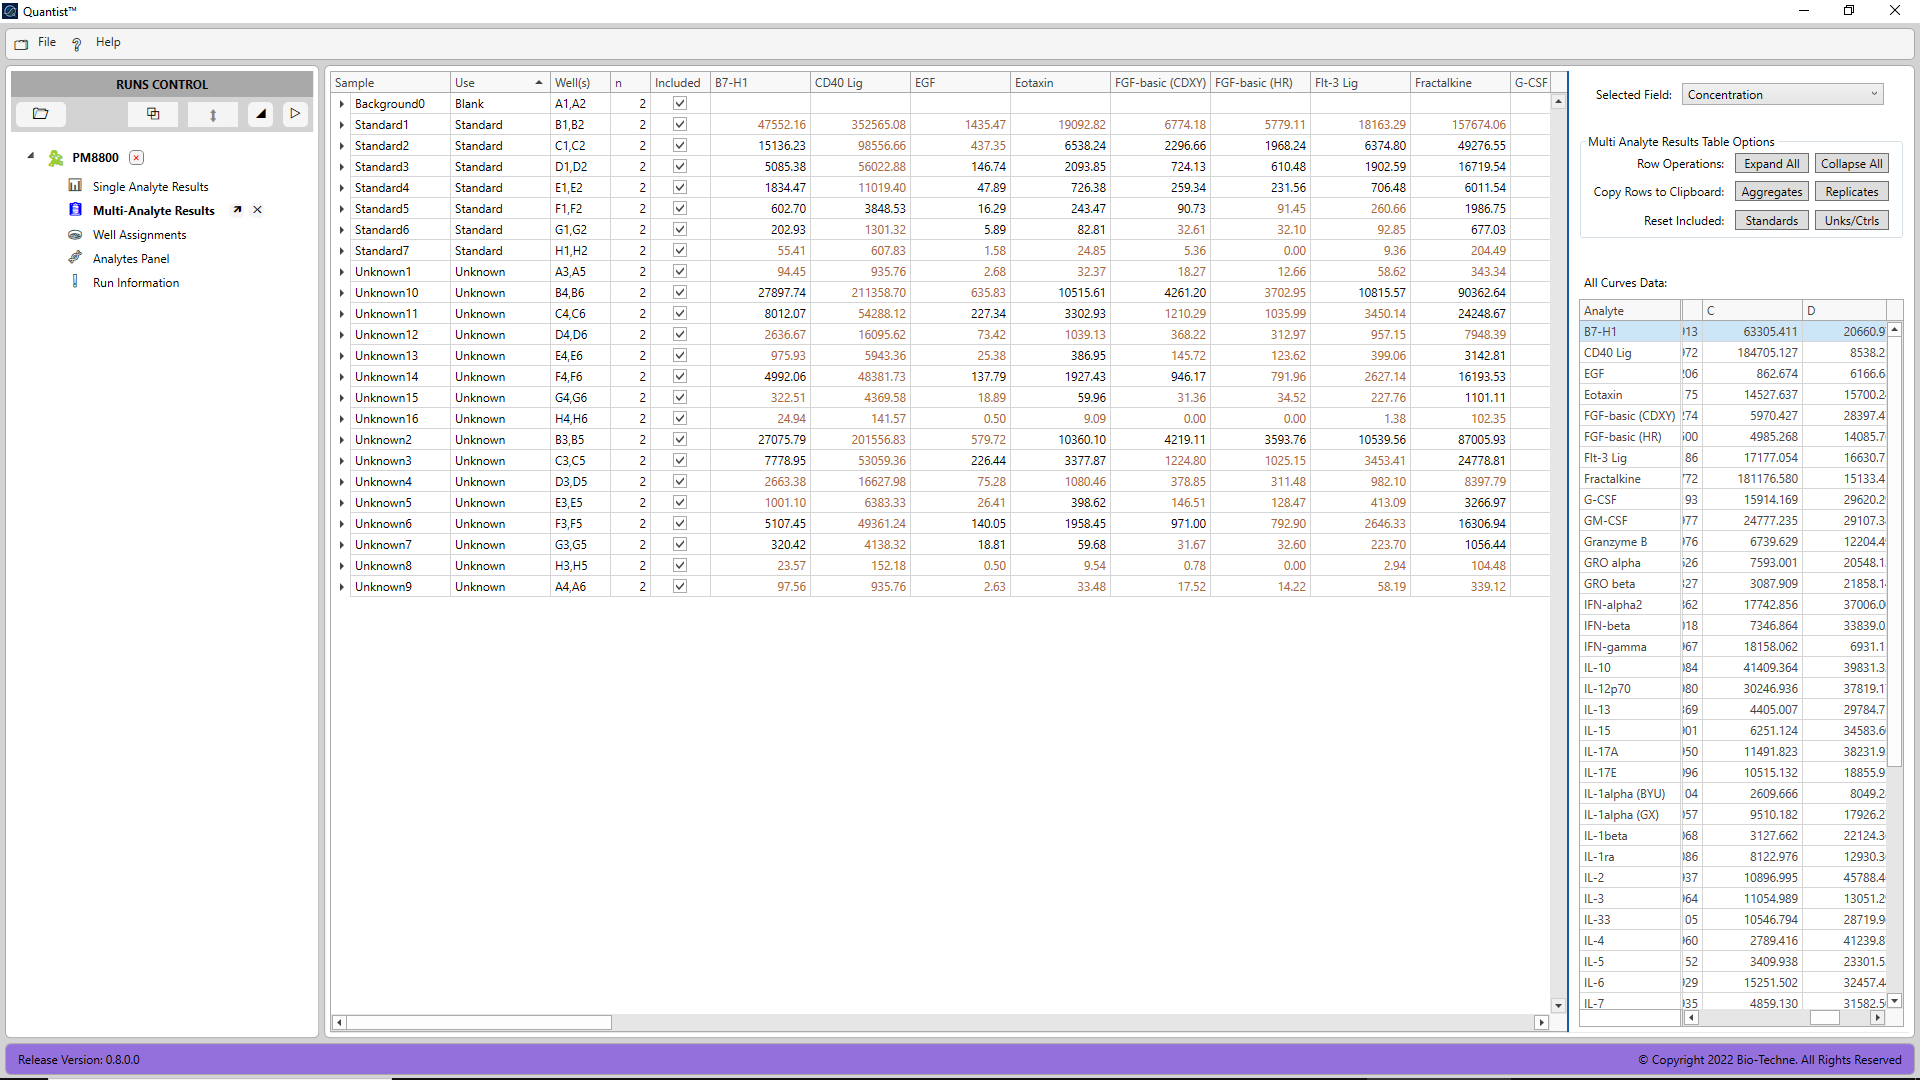 Quantist™
File Help
RUNS CONTROL
PM8800
Single Analyte Results
Multi-Analyte Results
Well Assignments
Analytes Panel
Run Information
Sample Use Well(s) n Included B7-H1 CD40 Lig EGF Eotaxin FGF-basic (CDXY) FGF-basic (HR) Flt-3 Lig Fractalkine G-CSF
Background0 Blank A1,A2 2
Standard1 Standard B1,B2 2 47552.16 352565.08 1435.47 19092.82 6774.18 5779.11 18163.29 157674.06
Standard2 Standard C1,C2 2 15136.23 98556.66 437.35 6538.24 2296.66 1968.24 6374.80 49276.55
Standard3 Standard D1,D2 2 5085.38 56022.88 146.74 2093.85 724.13 610.48 1902.59 16719.54
Standard4 Standard E1,E2 2 1834.47 11019.40 47.89 726.38 259.34 231.56 706.48 6011.54
Standard5 Standard F1,F2 2 602.70 3848.53 16.29 243.47 90.73 91.45 260.66 1986.75
Standard6 Standard G1,G2 2 202.93 1301.32 5.89 82.81 32.61 32.10 92.85 677.03
Standard7 Standard H1,H2 2 55.41 607.83 1.58 24.85 5.36 0.00 9.36 204.49
Unknown1 Unknown A3,A5 2 94.45 935.76 2.68 32.37 18.27 12.66 58.62 343.34
Unknown10 Unknown B4,B6 2 27897.74 211358.70 635.83 10515.61 4261.20 3702.95 10815.57 90362.64
Unknown11 Unknown C4,C6 2 8012.07 54288.12 227.34 3302.93 1210.29 1035.99 3450.14 24248.67
Unknown12 Unknown D4,D6 2 2636.67 16095.62 73.42 1039.13 368.22 312.97 957.15 7948.39
Unknown13 Unknown E4,E6 2 975.93 5943.36 25.38 386.95 145.72 123.62 399.06 3142.81
Unknown14 Unknown F4,F6 2 4992.06 48381.73 137.79 1927.43 946.17 791.96 2627.14 16193.53
Unknown15 Unknown G4,G6 2 322.51 4369.58 18.89 59.96 31.36 34.52 227.76 1101.11
Unknown16 Unknown H4,H6 2 24.94 141.57 0.50 9.09 0.00 0.00 1.38 102.35
Unknown2 Unknown B3,B5 2 27075.79 201556.83 579.72 10360.10 4219.11 3593.76 10539.56 87005.93
Unknown3 Unknown C3,C5 2 7778.95 53059.36 226.44 3377.87 1224.80 1025.15 3453.41 24778.81
Unknown4 Unknown D3,D5 2 2663.38 16627.98 75.28 1080.46 378.85 311.48 982.10 8397.79
Unknown5 Unknown E3,E5 2 1001.10 6383.33 26.41 398.62 146.51 128.47 413.09 3266.97
Unknown6 Unknown F3,F5 2 5107.45 49361.24 140.05 1958.45 971.00 792.90 2646.33 16306.94
Unknown7 Unknown G3,G5 2 320.42 4138.32 18.81 59.68 31.67 32.60 223.70 1056.44
Unknown8 Unknown H3,H5 2 23.57 152.18 0.50 9.54 0.78 0.00 2.94 104.48
Unknown9 Unknown A4,A6 2 97.56 935.76 2.63 33.48 17.52 14.22 58.19 339.12
Selected Field: Concentration
Multi Analyte Results Table Options
Row Operations: Expand All Collapse All
Copy Rows to Clipboard: Aggregates Replicates
Reset Included: Standards Unks/Ctrls
All Curves Data:
Analyte C D
B7-H1 913 63305.411 20660.9
CD40 Lig 972 184705.127 8538.2
EGF 206 862.674 6166.6
Eotaxin 75 14527.637 15700.2
FGF-basic (CDXY) 274 5970.427 28397.4
FGF-basic (HR) 500 4985.268 14085.7
Flt-3 Lig 86 17177.054 16630.7
Fractalkine 772 181176.580 15133.4
G-CSF 93 15914.169 29620.2
GM-CSF 977 24777.235 29107.3
Granzyme B 976 6739.629 12204.4
GRO alpha 526 7593.001 20548.1
GRO beta 327 3087.909 21858.1
IFN-alpha2 362 17742.856 37006.0
IFN-beta 018 7346.864 33839.0
IFN-gamma 967 18158.062 6931.1
IL-10 084 41409.364 39831.3
IL-12p70 980 30246.936 37819.1
IL-13 369 4405.007 29784.7
IL-15 901 6251.124 34583.6
IL-17A 950 11491.823 38231.9
IL-17E 096 10515.132 18855.9
IL-1alpha (BYU) 04 2609.666 8049.2
IL-1alpha (GX) 057 9510.182 17926.2
IL-1beta 068 3127.662 22124.3
IL-1ra 086 8122.976 12930.3
IL-2 937 10896.995 45788.4
IL-3 964 11054.989 13051.2
IL-33 05 10546.794 28719.9
IL-4 960 2789.416 41239.8
IL-5 52 3409.938 23301.5
IL-6 929 15251.502 32457.4
IL-7 935 4859.130 31582.5
Release Version: 0.8.0.0
© Copyright 2022 Bio-Techne. All Rights Reserved